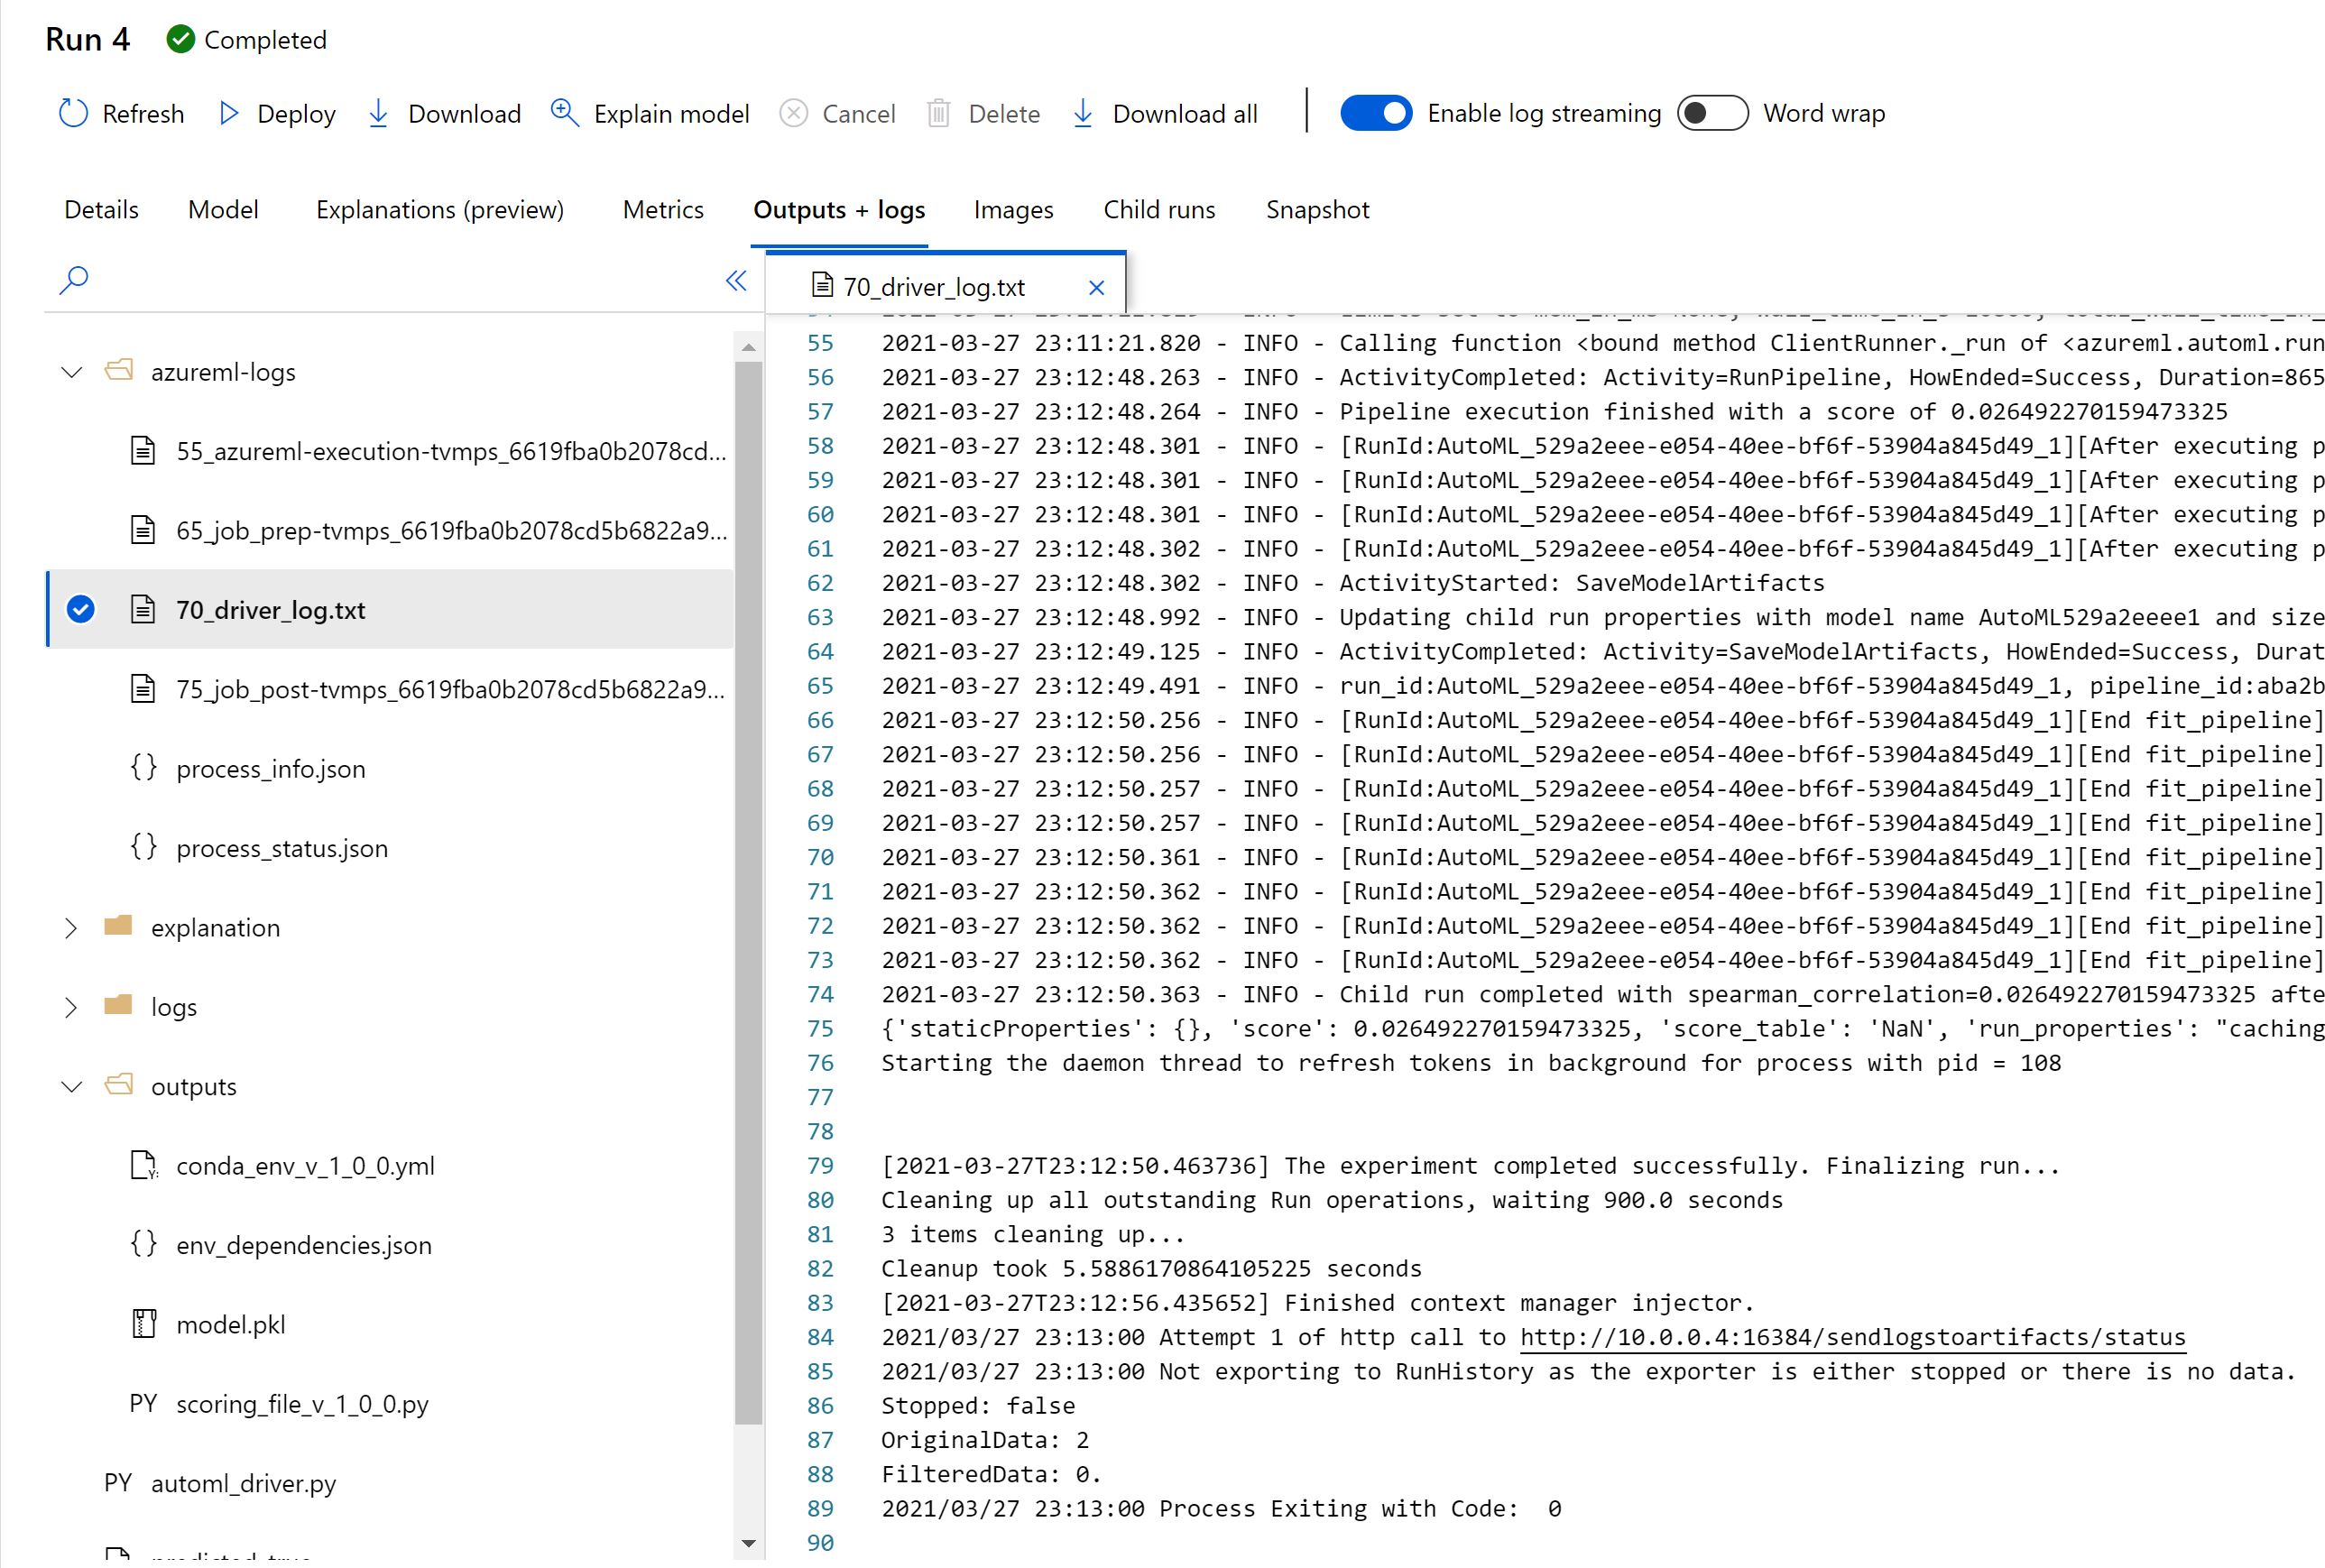 Run 4 Completed
Refresh Deploy Download Explain model Cancel Delete Download all Enable log streaming Word wrap
Details Model Explanations (preview) Metrics Outputs + logs Images Child runs Snapshot
70_driver_log.txt
azureml-logs
55_azureml-execution-tvmps_6619fba0b2078cd...
65_job_prep-tvmps_6619fba0b2078cd5b6822a9...
70_driver_log.txt
75_job_post-tvmps_6619fba0b2078cd5b6822a9...
process_info.json
process_status.json
explanation
logs
outputs
conda_env_v_1_0_0.yml
env_dependencies.json
model.pkl
PY scoring_file_v_1_0_0.py
PY automl_driver.py
55 2021-03-27 23:11:21.820 - INFO - Calling function <bound method ClientRunner._run of <azureml.automl.run
56 2021-03-27 23:12:48.263 - INFO - ActivityCompleted: Activity=RunPipeline, HowEnded=Success, Duration=865
57 2021-03-27 23:12:48.264 - INFO - Pipeline execution finished with a score of 0.026492270159473325
58 2021-03-27 23:12:48.301 - INFO - [RunId:AutoML_529a2eee-e054-40ee-bf6f-53904a845d49_1][After executing p
59 2021-03-27 23:12:48.301 - INFO - [RunId:AutoML_529a2eee-e054-40ee-bf6f-53904a845d49_1][After executing p
60 2021-03-27 23:12:48.301 - INFO - [RunId:AutoML_529a2eee-e054-40ee-bf6f-53904a845d49_1][After executing p
61 2021-03-27 23:12:48.302 - INFO - [RunId:AutoML_529a2eee-e054-40ee-bf6f-53904a845d49_1][After executing p
62 2021-03-27 23:12:48.302 - INFO - ActivityStarted: SaveModelArtifacts
63 2021-03-27 23:12:48.992 - INFO - Updating child run properties with model name AutoML529a2eeee1 and size
64 2021-03-27 23:12:49.125 - INFO - ActivityCompleted: Activity=SaveModelArtifacts, HowEnded=Success, Durat
65 2021-03-27 23:12:49.491 - INFO - run_id:AutoML_529a2eee-e054-40ee-bf6f-53904a845d49_1, pipeline_id:aba2b
66 2021-03-27 23:12:50.256 - INFO - [RunId:AutoML_529a2eee-e054-40ee-bf6f-53904a845d49_1][End fit_pipeline]
67 2021-03-27 23:12:50.256 - INFO - [RunId:AutoML_529a2eee-e054-40ee-bf6f-53904a845d49_1][End fit_pipeline]
68 2021-03-27 23:12:50.257 - INFO - [RunId:AutoML_529a2eee-e054-40ee-bf6f-53904a845d49_1][End fit_pipeline]
69 2021-03-27 23:12:50.257 - INFO - [RunId:AutoML_529a2eee-e054-40ee-bf6f-53904a845d49_1][End fit_pipeline]
70 2021-03-27 23:12:50.361 - INFO - [RunId:AutoML_529a2eee-e054-40ee-bf6f-53904a845d49_1][End fit_pipeline]
71 2021-03-27 23:12:50.362 - INFO - [RunId:AutoML_529a2eee-e054-40ee-bf6f-53904a845d49_1][End fit_pipeline]
72 2021-03-27 23:12:50.362 - INFO - [RunId:AutoML_529a2eee-e054-40ee-bf6f-53904a845d49_1][End fit_pipeline]
73 2021-03-27 23:12:50.362 - INFO - [RunId:AutoML_529a2eee-e054-40ee-bf6f-53904a845d49_1][End fit_pipeline]
74 2021-03-27 23:12:50.363 - INFO - Child run completed with spearman_correlation=0.026492270159473325 afte
75 {'staticProperties': {}, 'score': 0.026492270159473325, 'score_table': 'NaN', 'run_properties': "caching
76 Starting the daemon thread to refresh tokens in background for process with pid = 108
77
78
79 [2021-03-27T23:12:50.463736] The experiment completed successfully. Finalizing run...
80 Cleaning up all outstanding Run operations, waiting 900.0 seconds
81 3 items cleaning up...
82 Cleanup took 5.5886170864105225 seconds
83 [2021-03-27T23:12:56.435652] Finished context manager injector.
84 2021/03/27 23:13:00 Attempt 1 of http call to http://10.0.0.4:16384/sendlogstoartifacts/status
85 2021/03/27 23:13:00 Not exporting to RunHistory as the exporter is either stopped or there is no data.
86 Stopped: false
87 OriginalData: 2
88 FilteredData: 0.
89 2021/03/27 23:13:00 Process Exiting with Code:  0
90